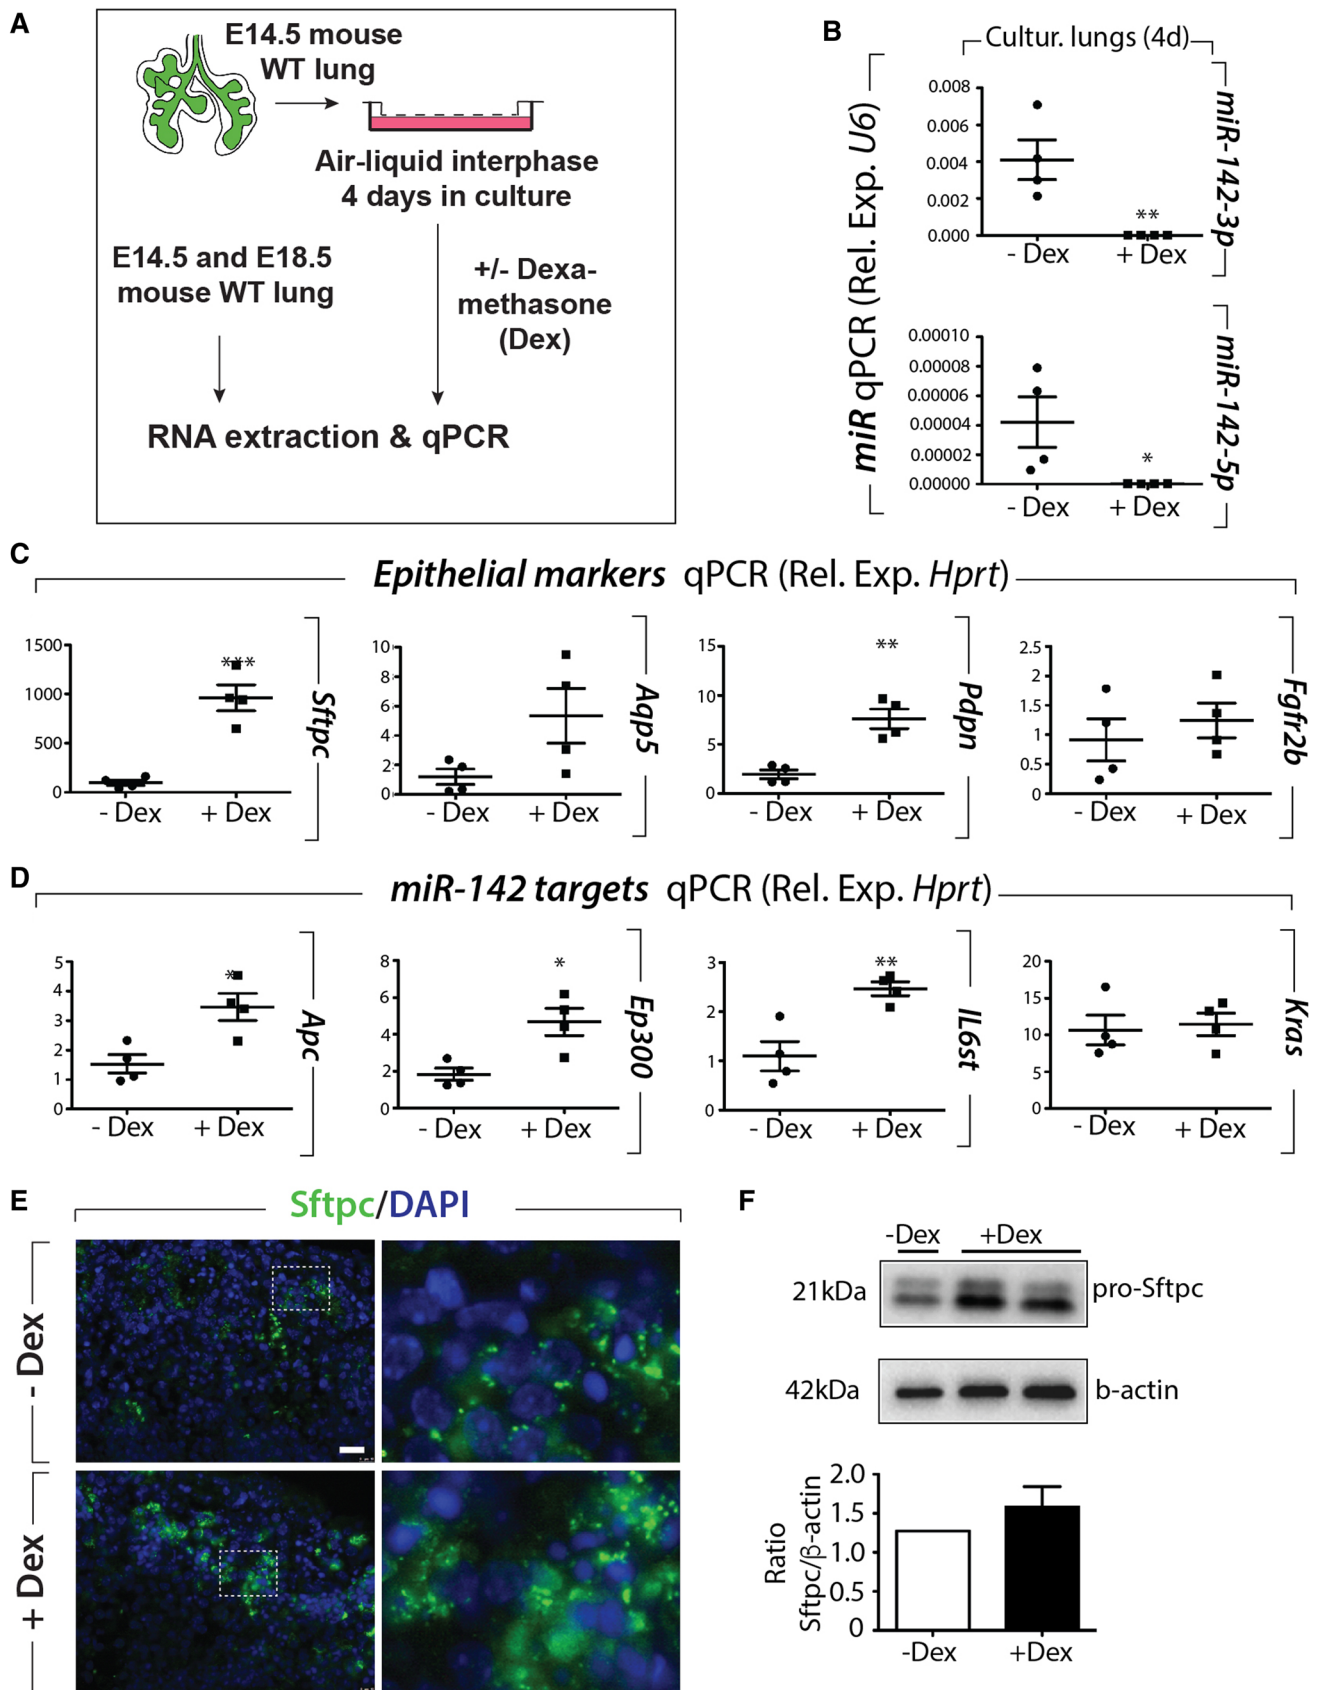 A
E14.5 mouse
WT lung
Air-liquid interphase
4 days in culture
E14.5 and E18.5
mouse WT lung
+/- Dexa-
methasone
(Dex)
RNA extraction & qPCR
B
Cultur. lungs (4d)
miR qPCR (Rel. Exp. U6)
0.008
0.006
0.004
0.002
0.000
**
- Dex
+ Dex
miR-142-3p
0.00010
0.00008
0.00006
0.00004
0.00002
0.00000
*
- Dex
+ Dex
miR-142-5p
C
Epithelial markers qPCR (Rel. Exp. Hprt)
1500
1000
500
0
***
- Dex
+ Dex
Sftpc
10
8
6
4
2
0
- Dex
+ Dex
Aqp5
15
10
5
0
**
- Dex
+ Dex
Pdpn
2.5
2
1.5
1
0.5
0
- Dex
+ Dex
Fgfr2b
D
miR-142 targets qPCR (Rel. Exp. Hprt)
5
4
3
2
1
0
*
- Dex
+ Dex
Apc
8
6
4
2
0
*
- Dex
+ Dex
Ep300
3
2
1
0
**
- Dex
+ Dex
IL6st
20
15
10
5
0
- Dex
+ Dex
Kras
E
Sftpc/DAPI
- Dex
+ Dex
F
-Dex
+Dex
21kDa
pro-Sftpc
42kDa
b-actin
Ratio
Sftpc/β-actin
2.0
1.5
1.0
0.5
0
-Dex
+Dex